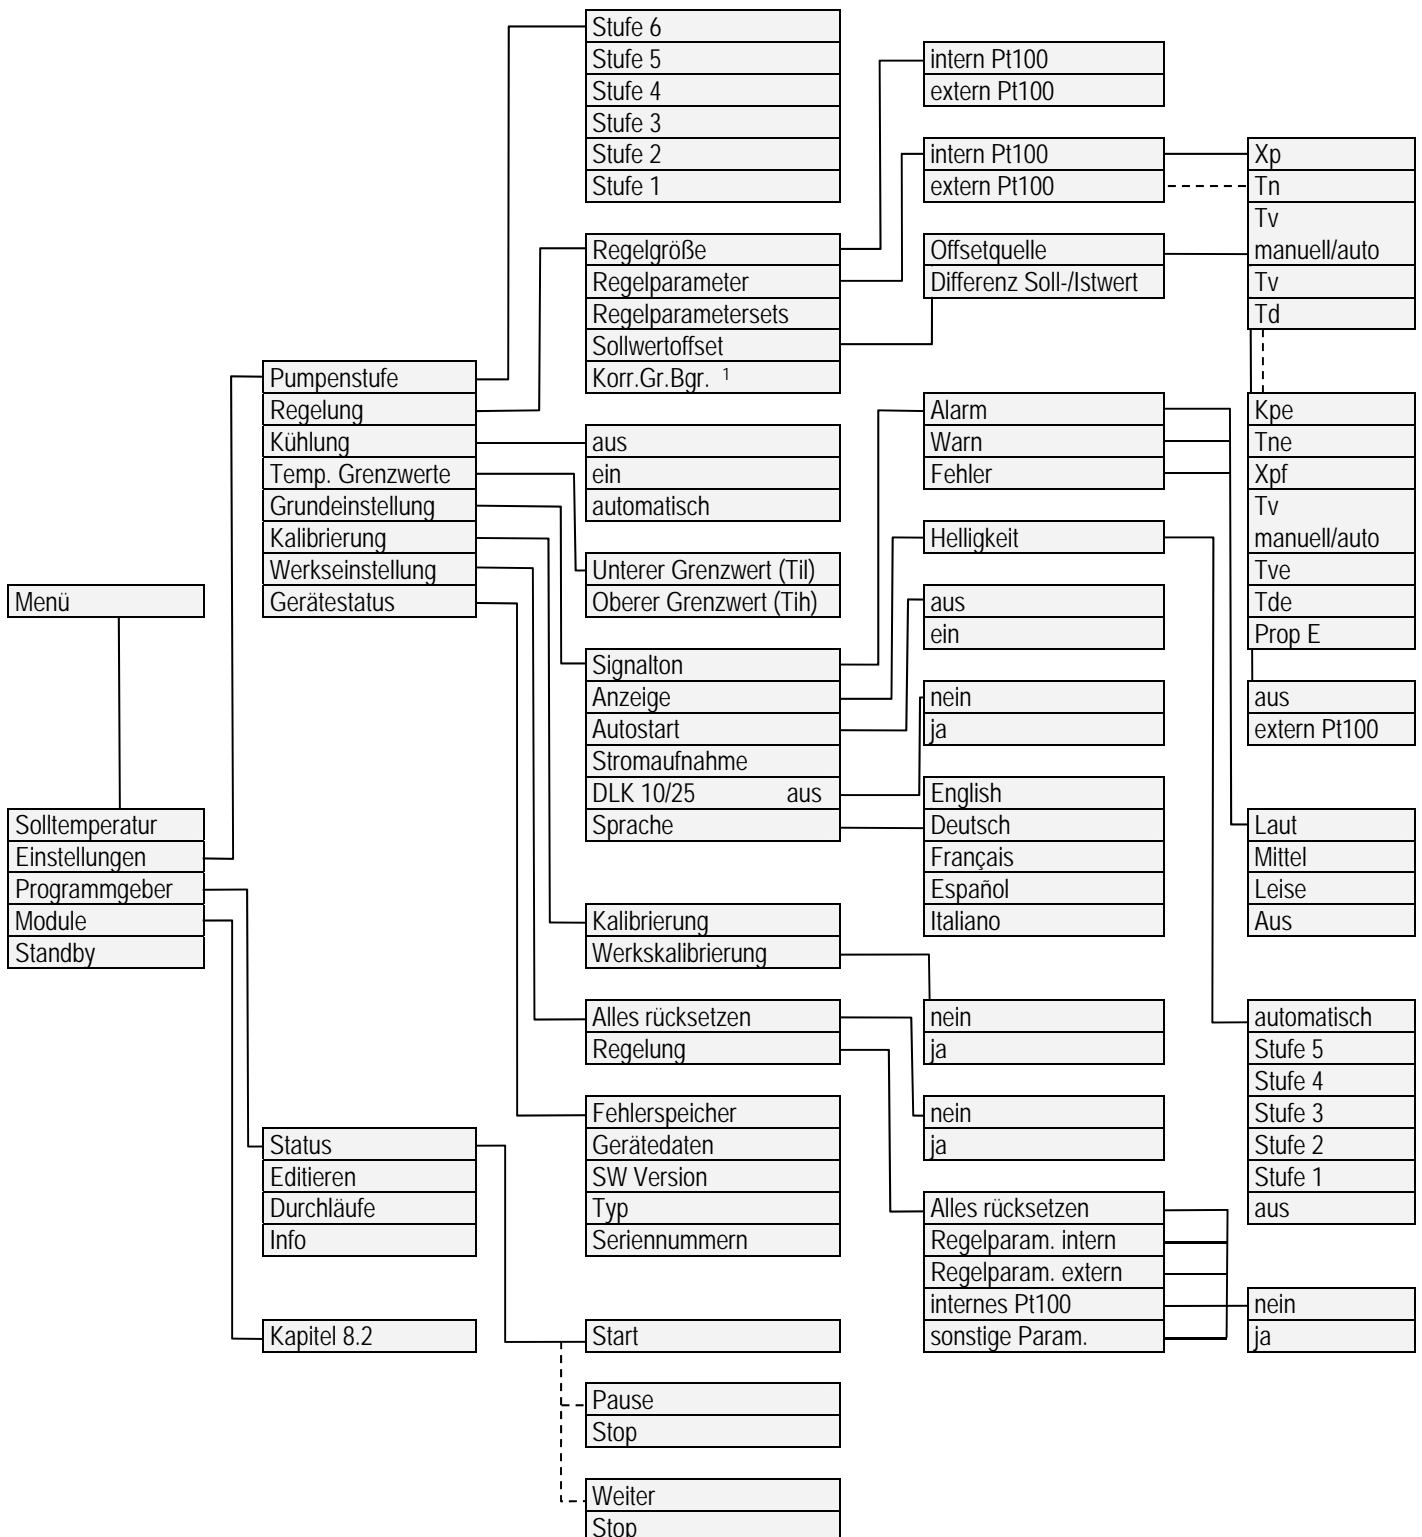 Menü
Solltemperatur
Einstellungen
Programmgeber
Module
Standby
Pumpenstufe
Regelung
Kühlung
Temp. Grenzwerte
Grundeinstellung
Kalibrierung
Werkseinstellung
Gerätestatus
Status
Editieren
Durchläufe
Info
Kapitel 8.2
Stufe 6
Stufe 5
Stufe 4
Stufe 3
Stufe 2
Stufe 1
Regelgröße
Regelparameter
Regelparametersets
Sollwertoffset
Korr.Gr.Bgr. ¹
aus
ein
automatisch
Unterer Grenzwert (Til)
Oberer Grenzwert (Tih)
Signalton
Anzeige
Autostart
Stromaufnahme
DLK 10/25 aus
Sprache
Kalibrierung
Werkskalibrierung
Alles rücksetzen
Regelung
Fehlerspeicher
Gerätedaten
SW Version
Typ
Seriennummern
Start
Pause
Stop
Weiter
Stop
intern Pt100
extern Pt100
intern Pt100
extern Pt100
Offsetquelle
Differenz Soll-/Istwert
Alarm
Warn
Fehler
Helligkeit
aus
ein
nein
ja
English
Deutsch
Français
Español
Italiano
nein
ja
nein
ja
Alles rücksetzen
Regelparam. intern
Regelparam. extern
internes Pt100
sonstige Param.
Xp
Tn
Tv
manuell/auto
Tv
Td
Kpe
Tne
Xpf
Tv
manuell/auto
Tve
Tde
Prop E
aus
extern Pt100
Laut
Mittel
Leise
Aus
automatisch
Stufe 5
Stufe 4
Stufe 3
Stufe 2
Stufe 1
aus
nein
ja